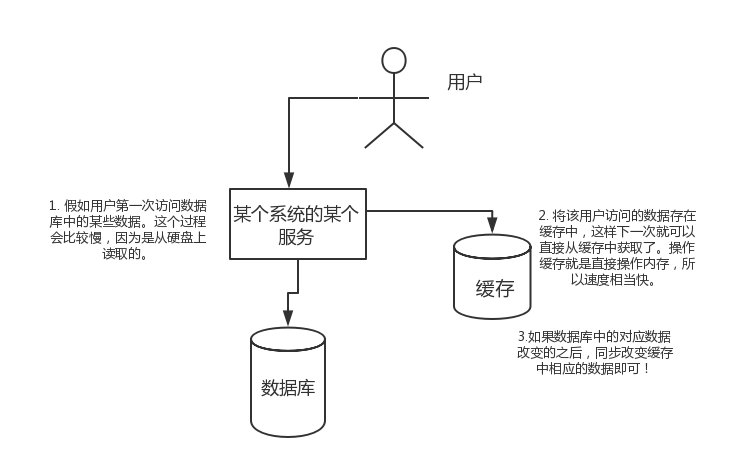 用户
1. 假如用户第一次访问数据
库中的某些数据。这个过程
会比较慢，因为是从硬盘上
读取的。
某个系统的某个
服务
2. 将该用户访问的数据存在
缓存中，这样下一次就可以
直接从缓存中获取了。操作
缓存就是直接操作内存，所
以速度相当快。
缓存
3.如果数据库中的对应数据
改变的之后，同步改变缓存
中相应的数据即可！
数据库